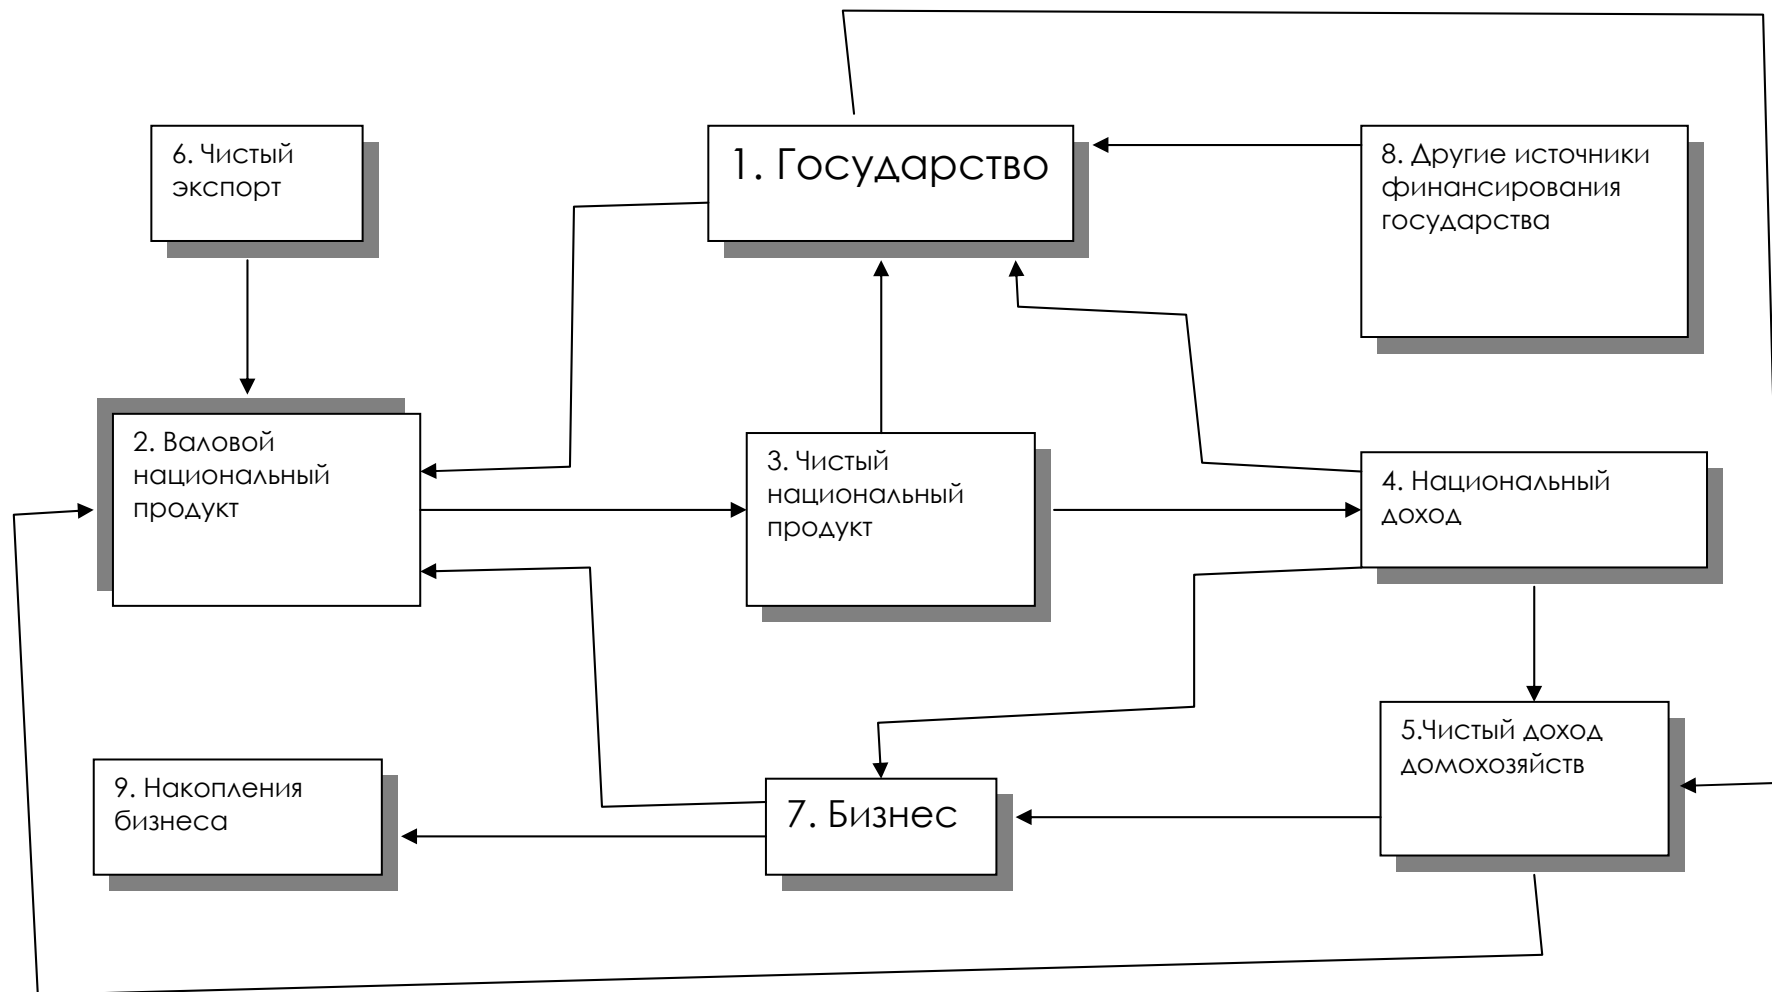 6. Чистый
экспорт
1. Государство
8. Другие источники
финансирования
государства
2. Валовой
национальный
продукт
3. Чистый
национальный
продукт
4. Национальный
доход
5.Чистый доход
домохозяйств
9. Накопления
бизнеса
7. Бизнес